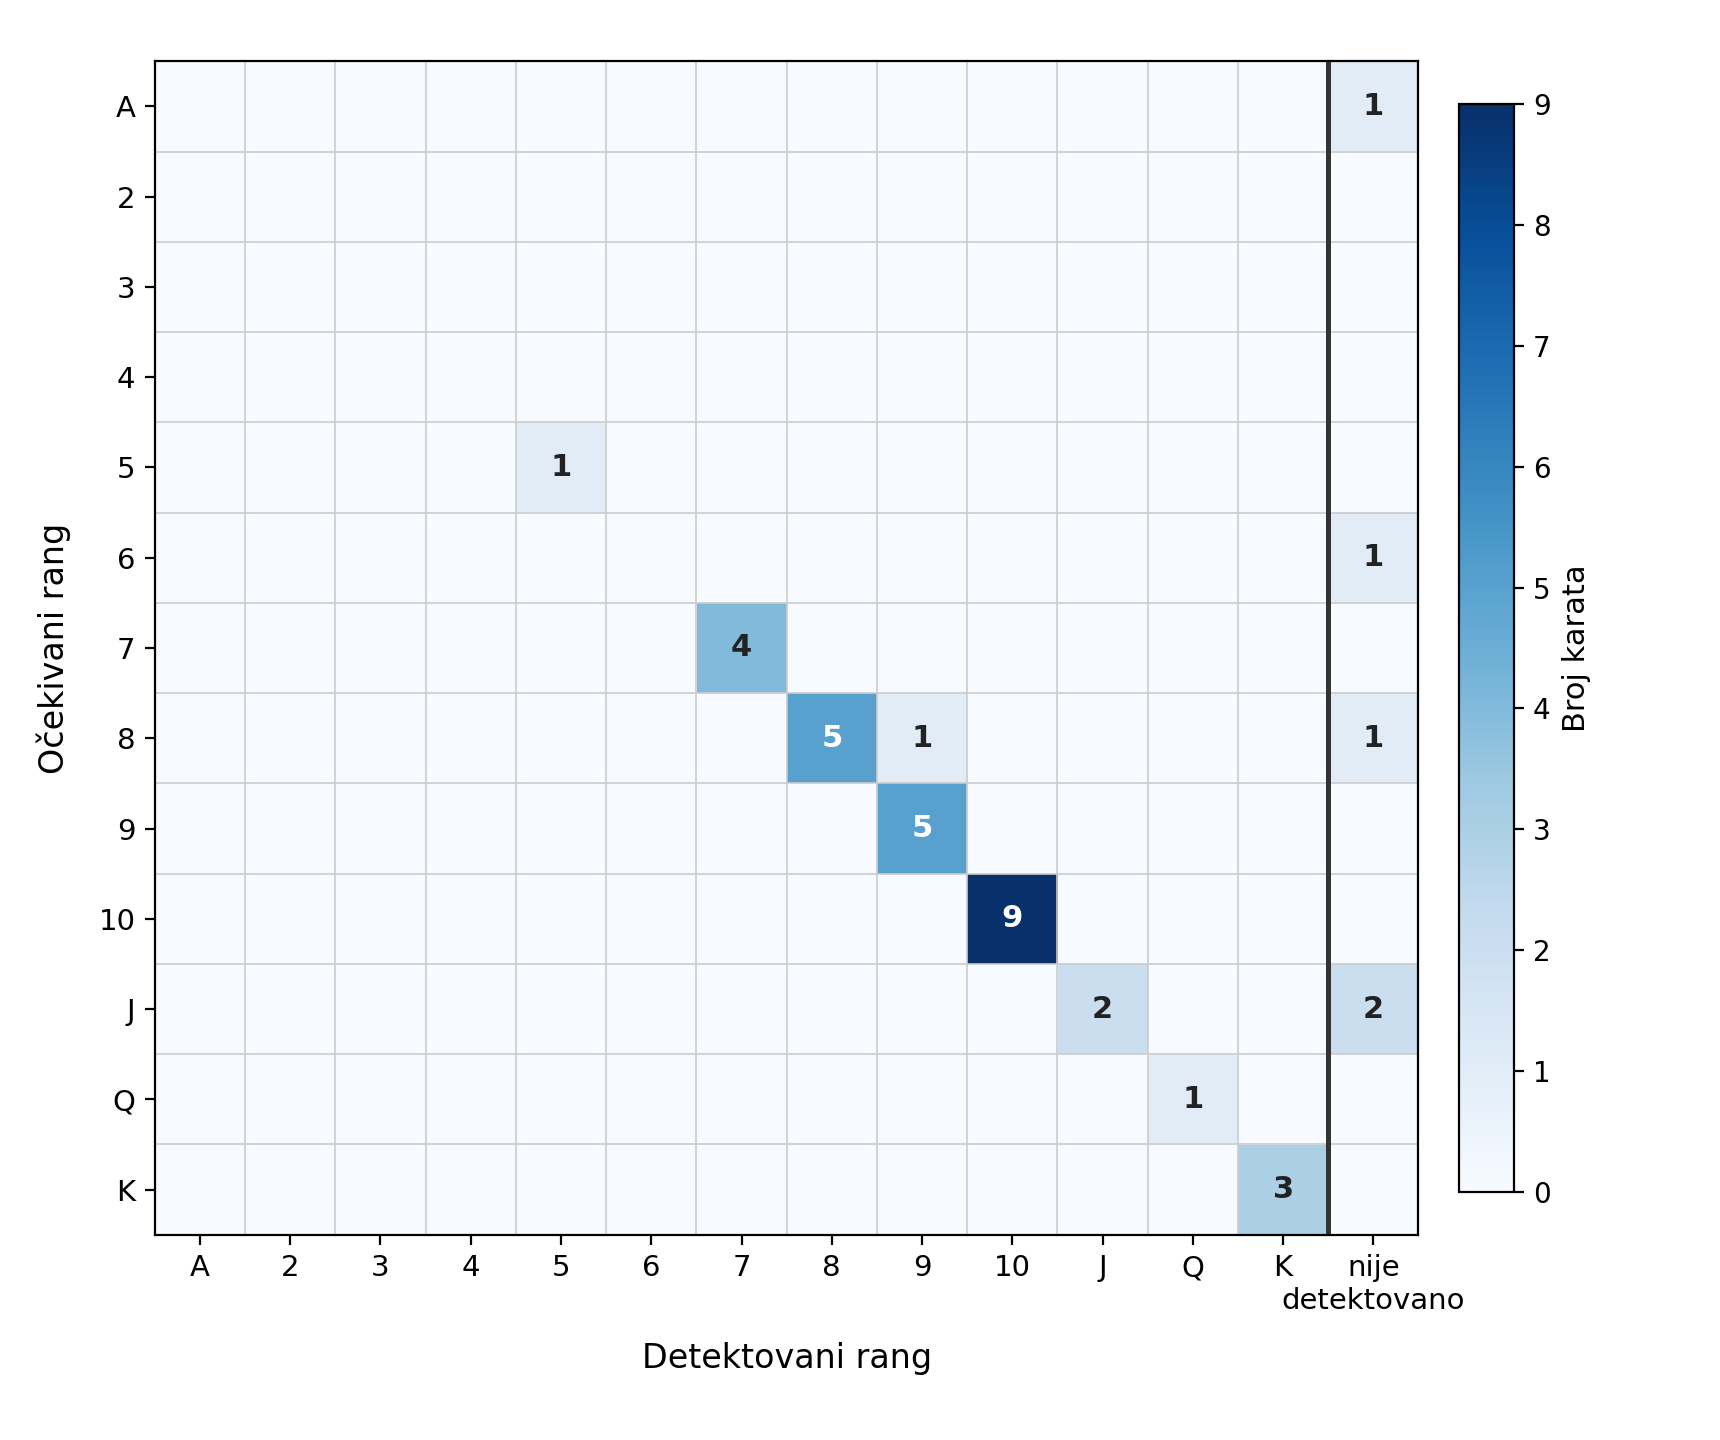 A 1
2
3
4
5 1
6 1
7 4
8 5 1 1
9 5
10 9
J 2 2
Q 1
K 3
A 2 3 4 5 6 7 8 9 10 J Q K nije
detektovano
Detektovani rang
Očekivani rang
9
8
7
6
5
4
3
2
1
0
Broj karata